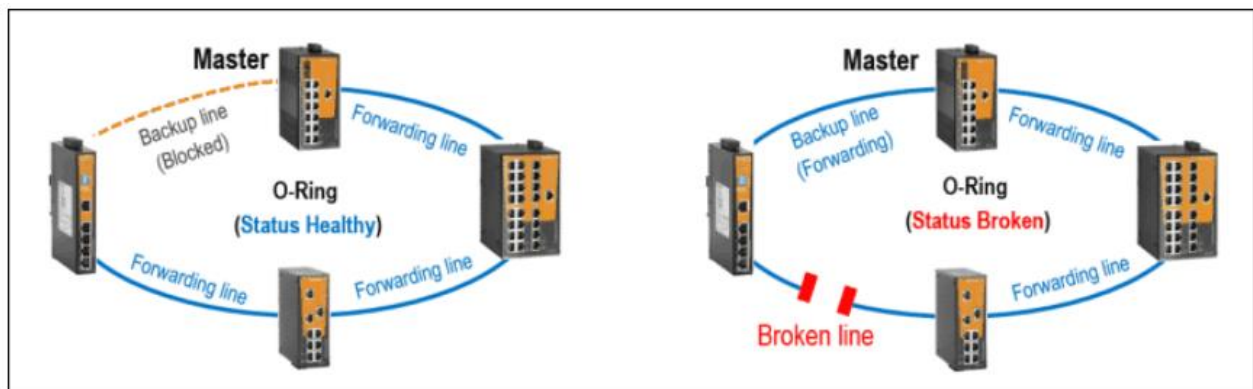 Master
Backup line
(Blocked)
Forwarding line
O-Ring
(Status Healthy)
Forwarding line
Forwarding line
Master
Backup line
(Forwarding)
Forwarding line
O-Ring
(Status Broken)
Forwarding line
Broken line